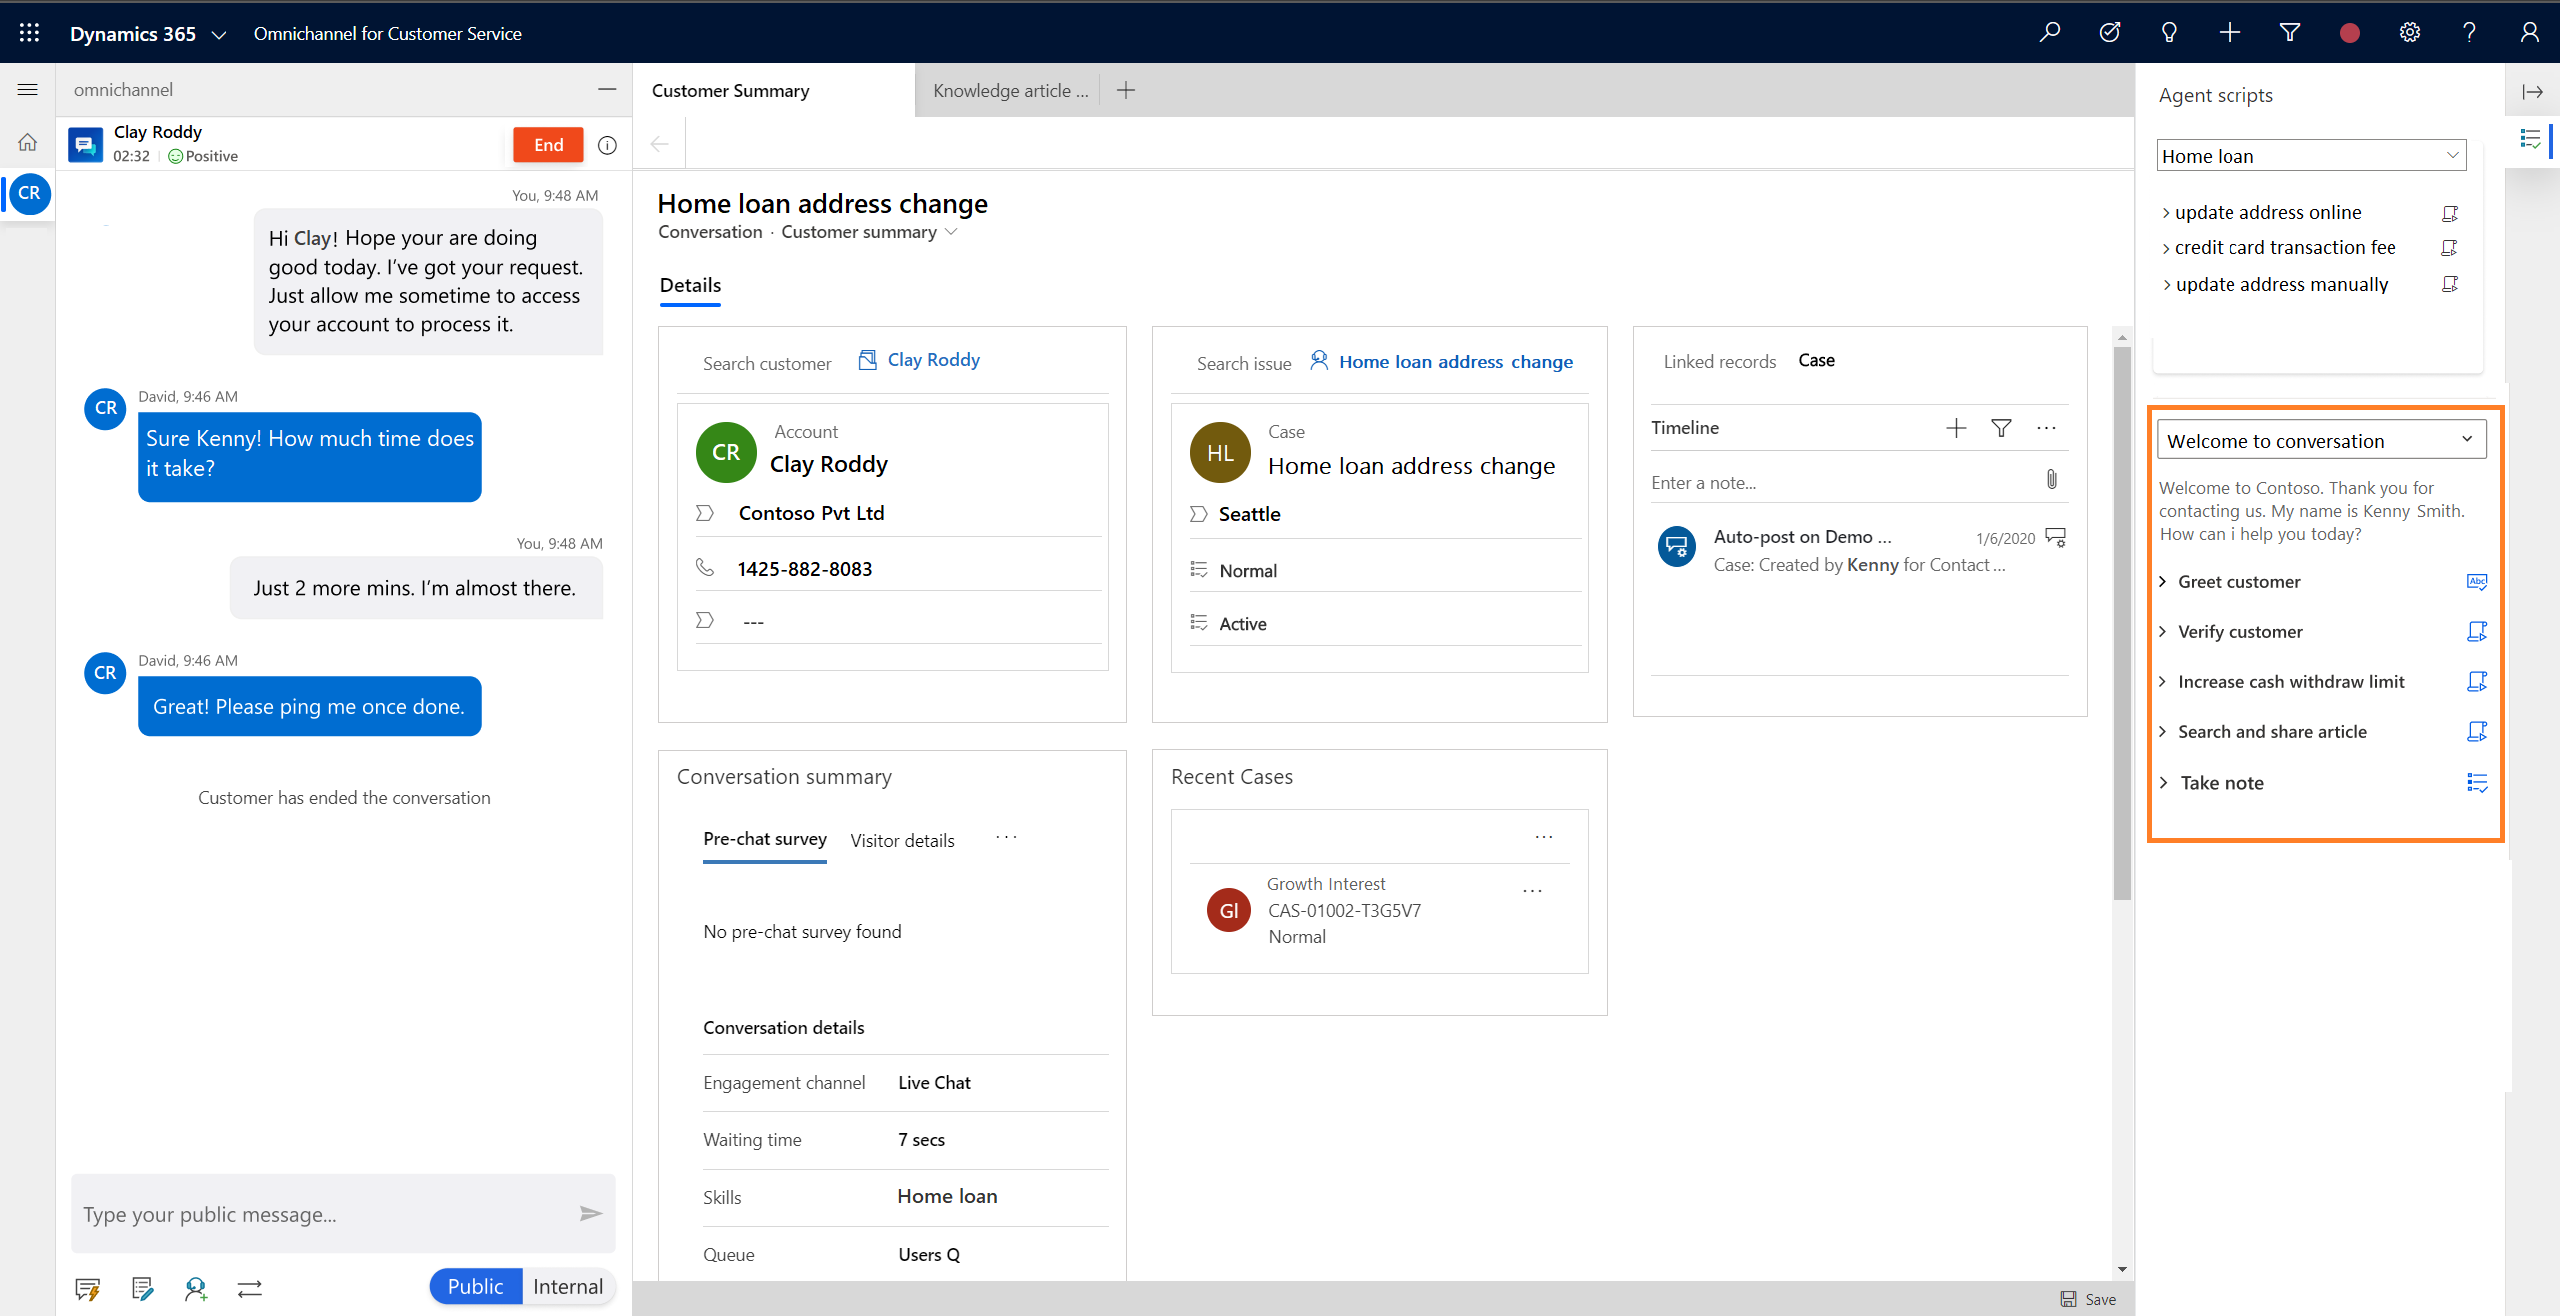 Dynamics 365
Omnichannel for Customer Service
omnichannel
CR
Clay Roddy
02:32
Positive
End
You, 9:48 AM
Hi Clay! Hope your are doing
good today. I’ve got your request.
Just allow me sometime to access
your account to process it.
David, 9:46 AM
CR
Sure Kenny! How much time does
it take?
You, 9:48 AM
Just 2 more mins. I’m almost there.
David, 9:46 AM
CR
Great! Please ping me once done.
Customer has ended the conversation
Type your public message...
Public
Internal
Customer Summary
Knowledge article ...
Home loan address change
Conversation · Customer summary
Details
Search customer
Clay Roddy
CR
Account
Clay Roddy
Contoso Pvt Ltd
1425-882-8083
---
Search issue
Home loan address change
HL
Case
Home loan address change
Seattle
Normal
Active
Linked records
Case
Timeline
Enter a note...
Auto-post on Demo ...
1/6/2020
Case: Created by Kenny for Contact ...
Conversation summary
Pre-chat survey
Visitor details
...
No pre-chat survey found
Conversation details
Engagement channel
Live Chat
Waiting time
7 secs
Skills
Home loan
Queue
Users Q
Recent Cases
...
Growth Interest
...
GI
CAS-01002-T3G5V7
Normal
Save
Agent scripts
Home loan
update address online
credit card transaction fee
update address manually
Welcome to conversation
Welcome to Contoso. Thank you for
contacting us. My name is Kenny Smith.
How can i help you today?
Greet customer
Abc
Verify customer
Increase cash withdraw limit
Search and share article
Take note